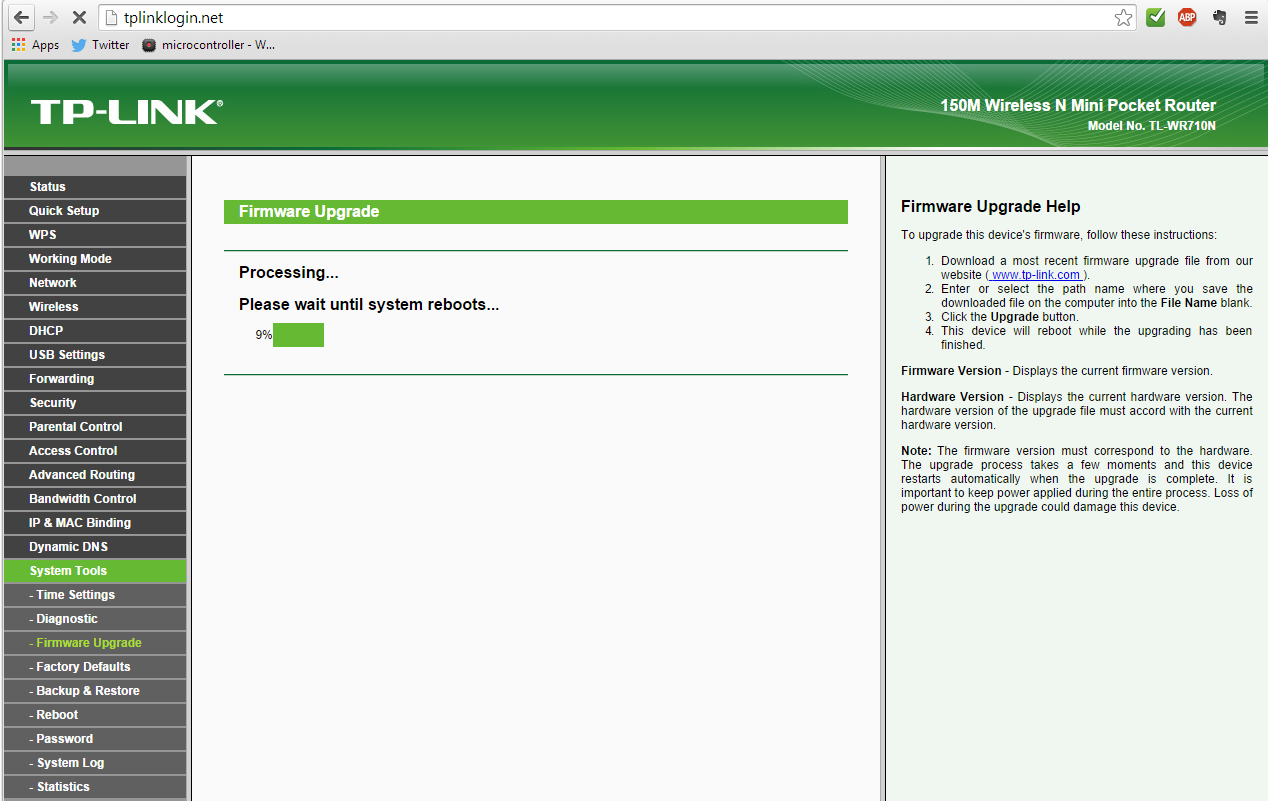 tplinklogin.net
Apps Twitter microcontroller - W...
TP-LINK®
150M Wireless N Mini Pocket Router
Model No. TL-WR710N
Status
Quick Setup
WPS
Working Mode
Network
Wireless
DHCP
USB Settings
Forwarding
Security
Parental Control
Access Control
Advanced Routing
Bandwidth Control
IP & MAC Binding
Dynamic DNS
System Tools
- Time Settings
- Diagnostic
- Firmware Upgrade
- Factory Defaults
- Backup & Restore
- Reboot
- Password
- System Log
- Statistics
Firmware Upgrade
Processing...
Please wait until system reboots...
9%
Firmware Upgrade Help
To upgrade this device's firmware, follow these instructions:
1. Download a most recent firmware upgrade file from our
website ( www.tp-link.com ).
2. Enter or select the path name where you save the
downloaded file on the computer into the File Name blank.
3. Click the Upgrade button.
4. This device will reboot while the upgrading has been
finished.
Firmware Version - Displays the current firmware version.
Hardware Version - Displays the current hardware version. The
hardware version of the upgrade file must accord with the current
hardware version.
Note: The firmware version must correspond to the hardware.
The upgrade process takes a few moments and this device
restarts automatically when the upgrade is complete. It is
important to keep power applied during the entire process. Loss of
power during the upgrade could damage this device.
ABP